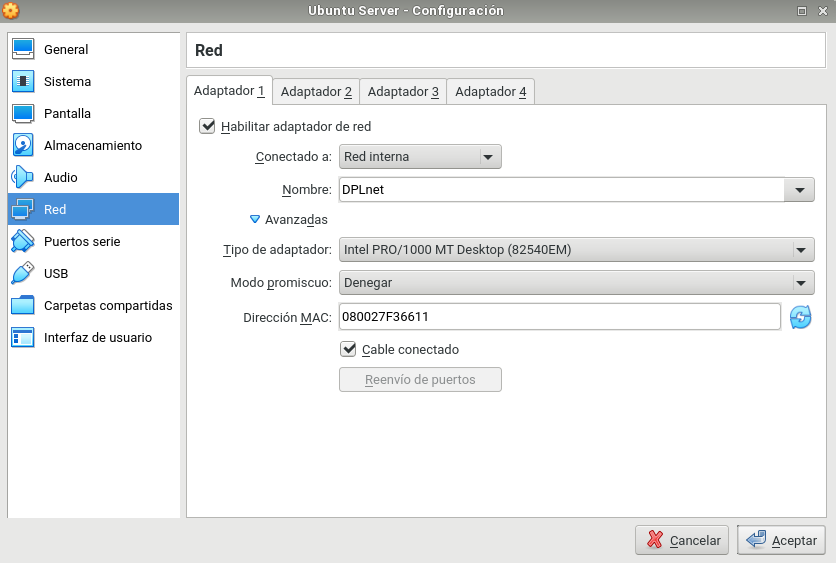 Ubuntu Server - Configuración
General
Sistema
Pantalla
Almacenamiento
Audio
Red
Puertos serie
USB
Carpetas compartidas
Interfaz de usuario
Red
Adaptador 1 Adaptador 2 Adaptador 3 Adaptador 4
Habilitar adaptador de red
Conectado a: Red interna
Nombre: DPLnet
Avanzadas
Tipo de adaptador: Intel PRO/1000 MT Desktop (82540EM)
Modo promiscuo: Denegar
Dirección MAC: 080027F36611
Cable conectado
Reenvío de puertos
Cancelar Aceptar